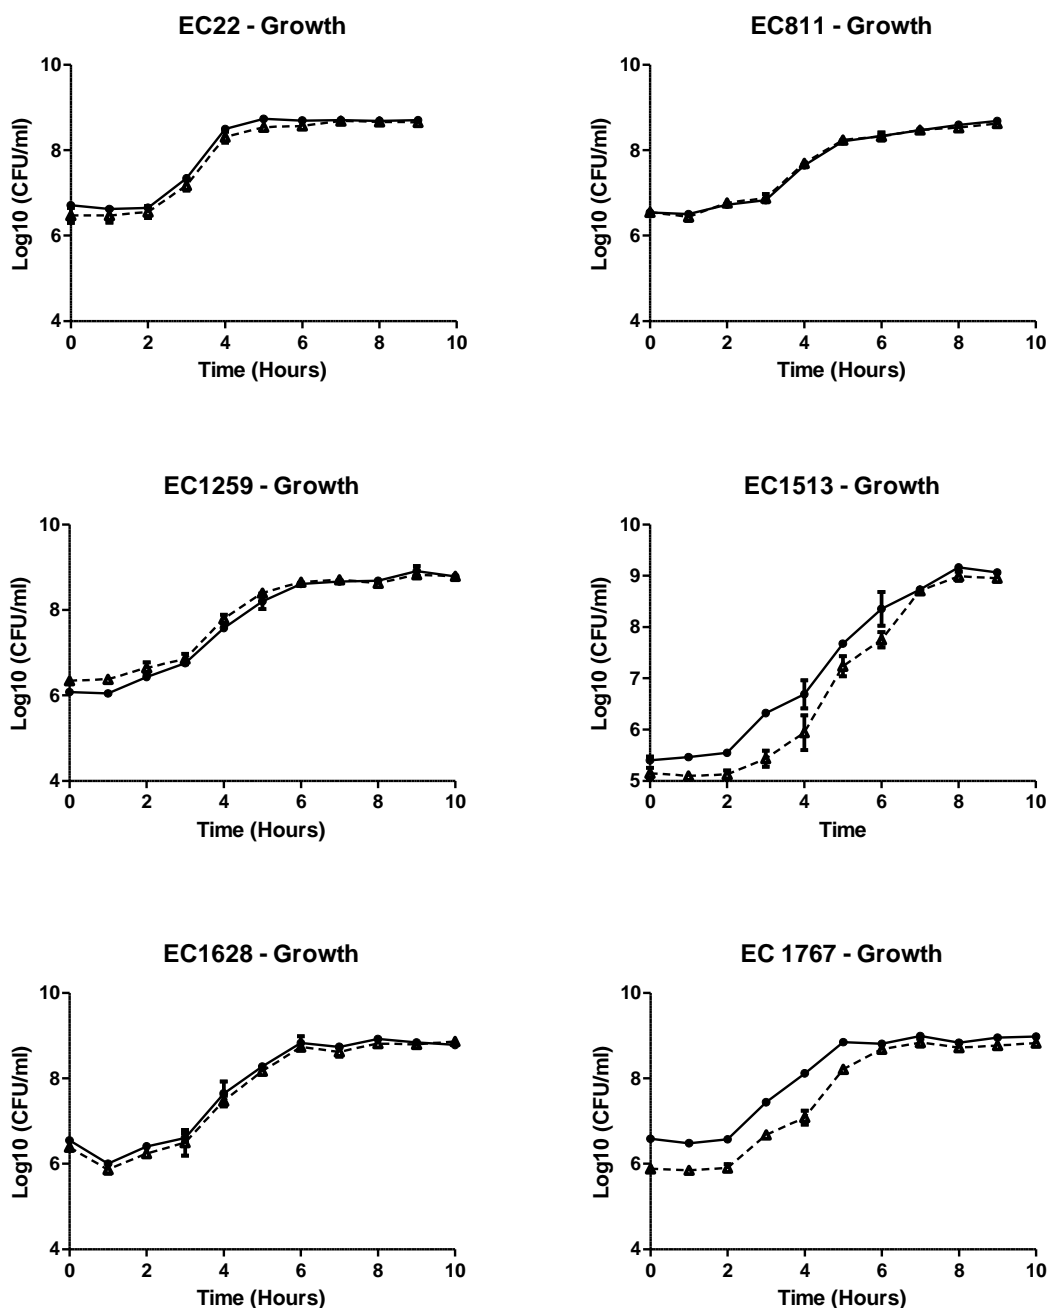 EC22 - Growth
10
8
6
4
Log10 (CFU/ml)
0 2 4 6 8 10
Time (Hours)
EC811 - Growth
10
8
6
4
Log10 (CFU/ml)
0 2 4 6 8 10
Time (Hours)
EC1259 - Growth
10
8
6
4
Log10 (CFU/ml)
0 2 4 6 8 10
Time (Hours)
EC1513 - Growth
10
9
8
7
6
5
Log10 (CFU/ml)
0 2 4 6 8 10
Time
EC1628 - Growth
10
8
6
4
Log10 (CFU/ml)
0 2 4 6 8 10
Time (Hours)
EC 1767 - Growth
10
8
6
4
Log10 (CFU/ml)
0 2 4 6 8 10
Time (Hours)